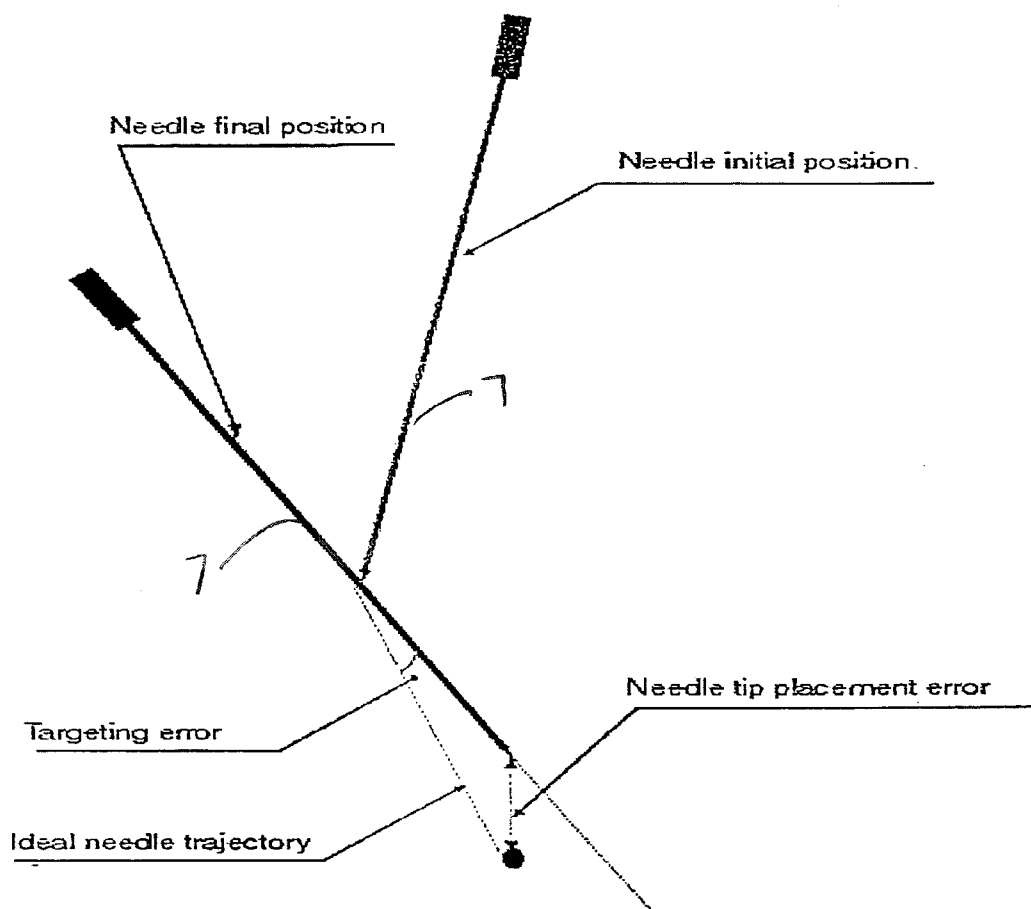 Needle final position
Needle initial position.
7
7
Needle tip placement error
Targeting error
Ideal needle trajectory